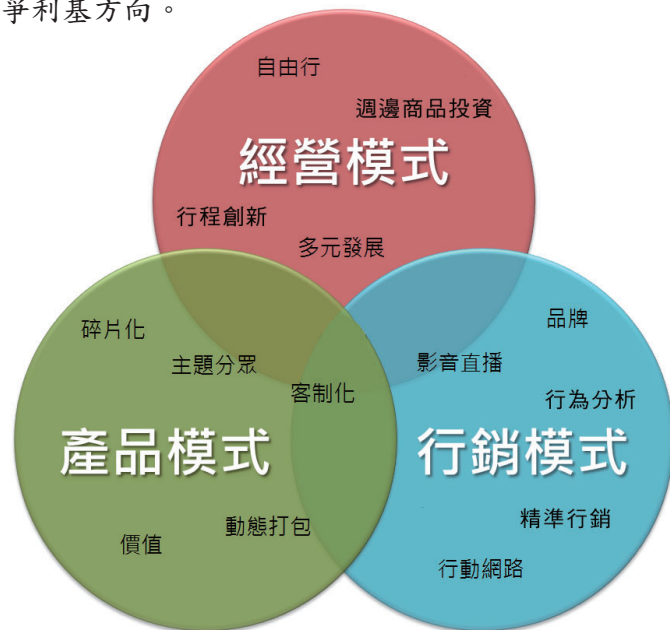 爭利基方向。
自由行
週邊商品投資
經營模式
行程創新
多元發展
碎片化
主題分眾
客制化
產品模式
價值
動態打包
品牌
影音直播
行為分析
行銷模式
精準行銷
行動網路